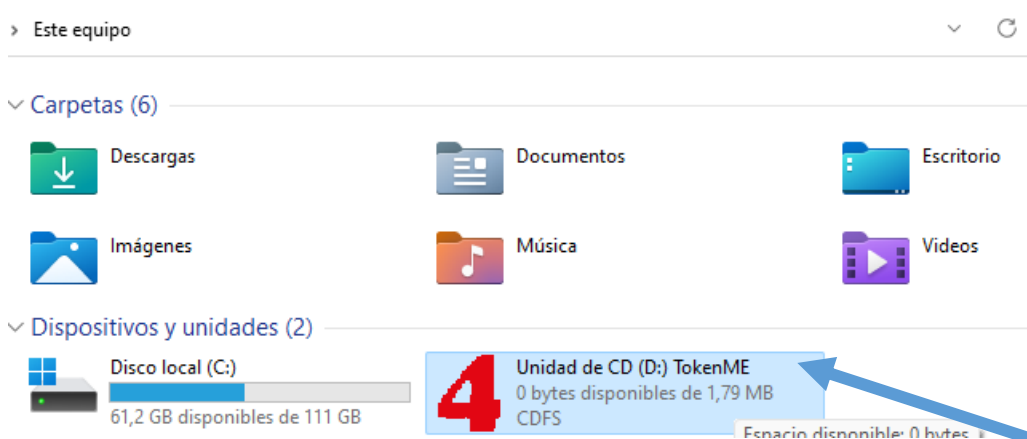 Este equipo
Carpetas (6)
Descargas
Documentos
Escritorio
Imágenes
Música
Videos
Dispositivos y unidades (2)
Disco local (C:)
61,2 GB disponibles de 111 GB
4
Unidad de CD (D:) TokenME
0 bytes disponibles de 1,79 MB
CDFS
Espacio disponible: 0 bytes